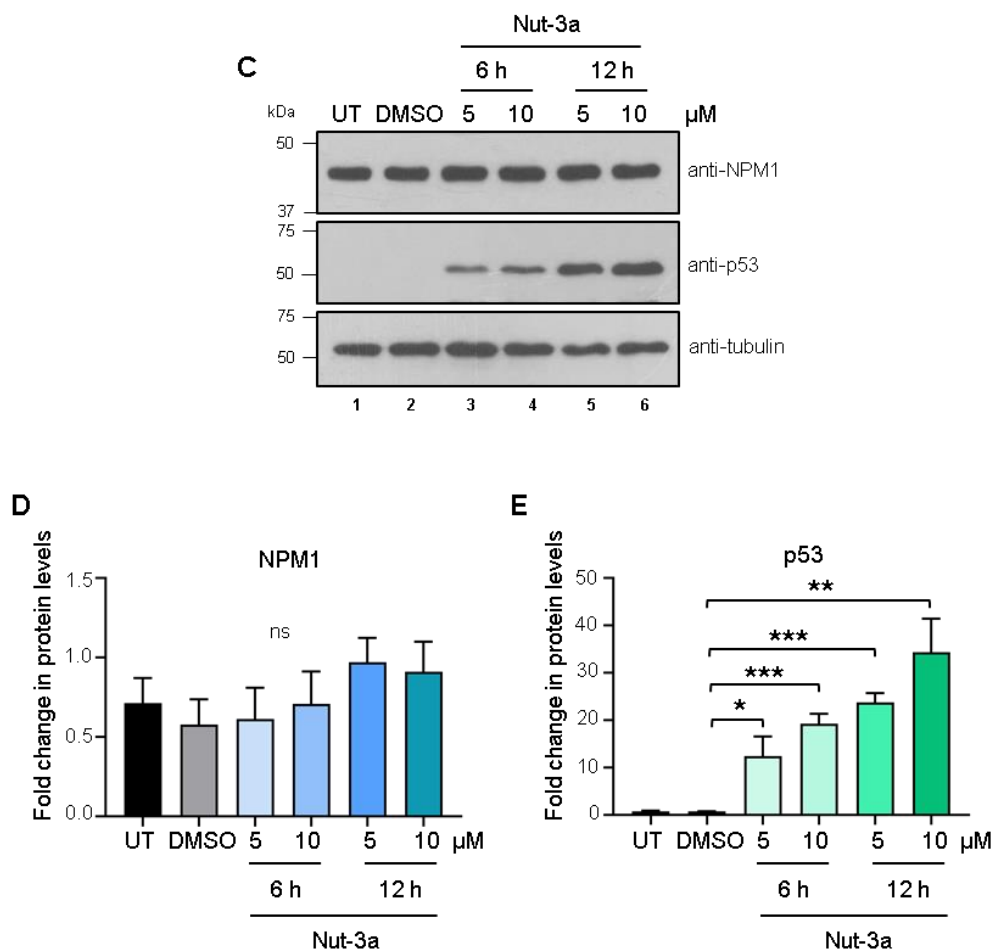 Nut-3a
C
6 h 12 h
kDa UT DMSO 5 10 5 10 µM
50
anti-NPM1
37
75
50 anti-p53
75
anti-tubulin
50
1 2 3 4 5 6
D
NPM1
Fold change in protein levels
1.5
1.0
0.5
0.0
ns
UT DMSO 5 10 5 10 µM
6 h 12 h
Nut-3a
E
p53
Fold change in protein levels
50
40
30
20
10
0
**
***
***
*
UT DMSO 5 10 5 10 µM
6 h 12 h
Nut-3a